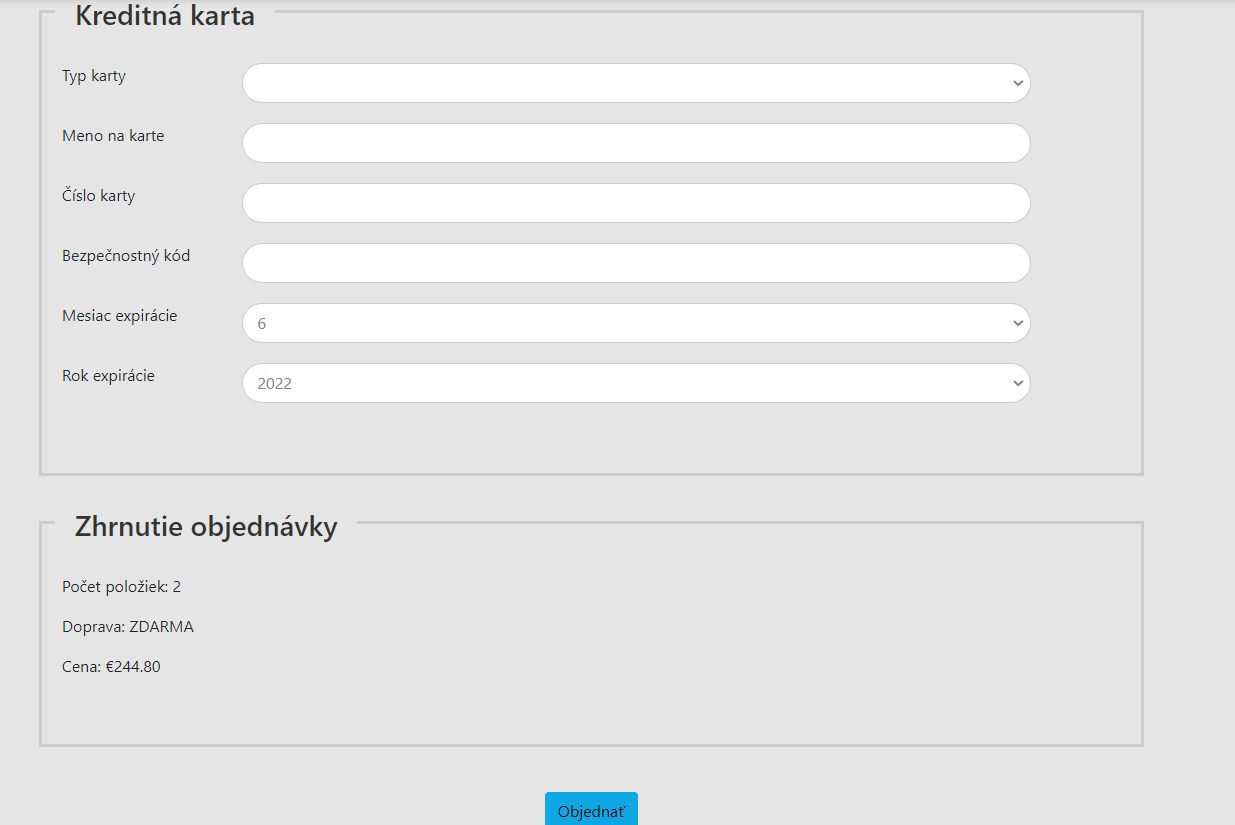 Kreditná karta
Typ karty
Meno na karte
Číslo karty
Bezpečnostný kód
Mesiac expirácie
6
Rok expirácie
2022
Zhrnutie objednávky
Počet položiek: 2
Doprava: ZDARMA
Cena: €244.80
Objednať